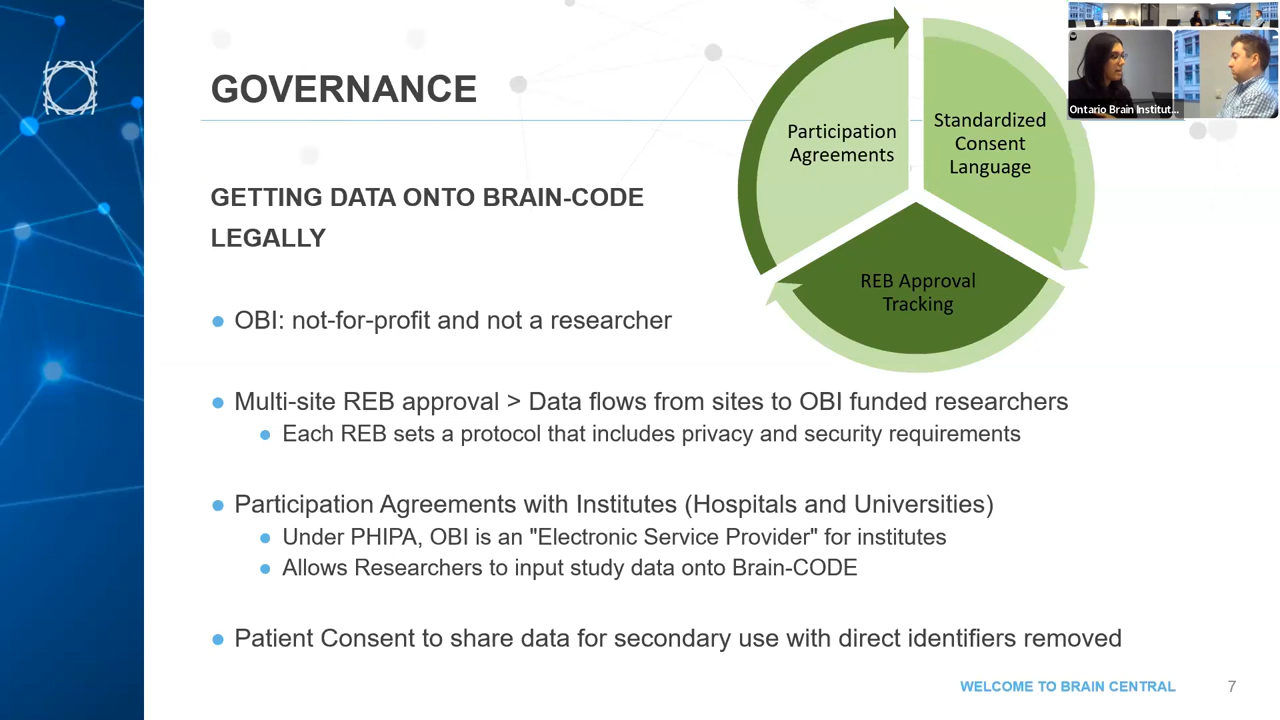 GOVERNANCE
Participation
Agreements
Standardized
Consent
Language
REB Approval
Tracking
Ontario Brain Institut...
GETTING DATA ONTO BRAIN-CODE
LEGALLY
OBI: not-for-profit and not a researcher
Multi-site REB approval > Data flows from sites to OBI funded researchers
Each REB sets a protocol that includes privacy and security requirements
Participation Agreements with Institutes (Hospitals and Universities)
Under PHIPA, OBI is an "Electronic Service Provider" for institutes
Allows Researchers to input study data onto Brain-CODE
Patient Consent to share data for secondary use with direct identifiers removed
WELCOME TO BRAIN CENTRAL
7